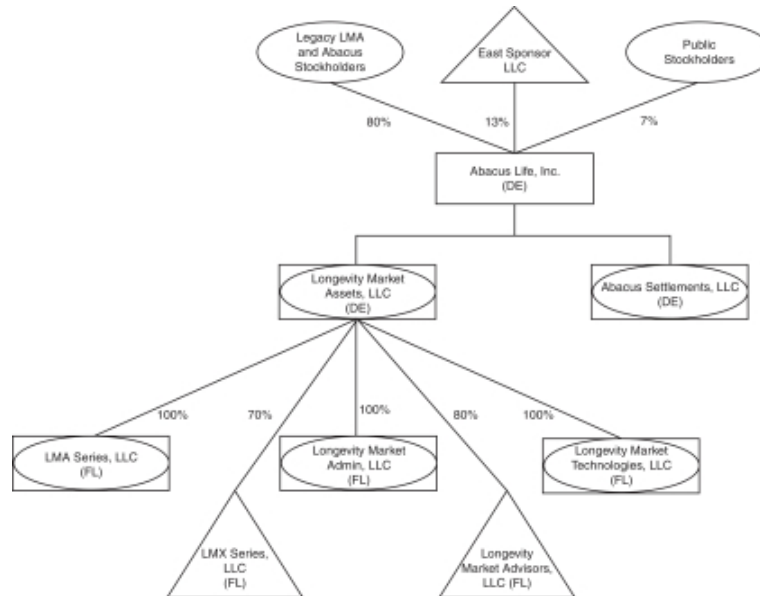 Legacy LMA
and Abacus
Stockholders
East Sponsor
LLC
Public
Stockholders
80%
13%
7%
Abacus Life, Inc.
(DE)
Longevity Market
Assets, LLC
(DE)
Abacus Settlements, LLC
(DE)
100%
70%
100%
80%
100%
LMA Series, LLC
(FL)
Longevity Market
Admin, LLC
(FL)
Longevity Market
Technologies, LLC
(FL)
LMX Series,
LLC
(FL)
Longevity
Market Advisors,
LLC (FL)